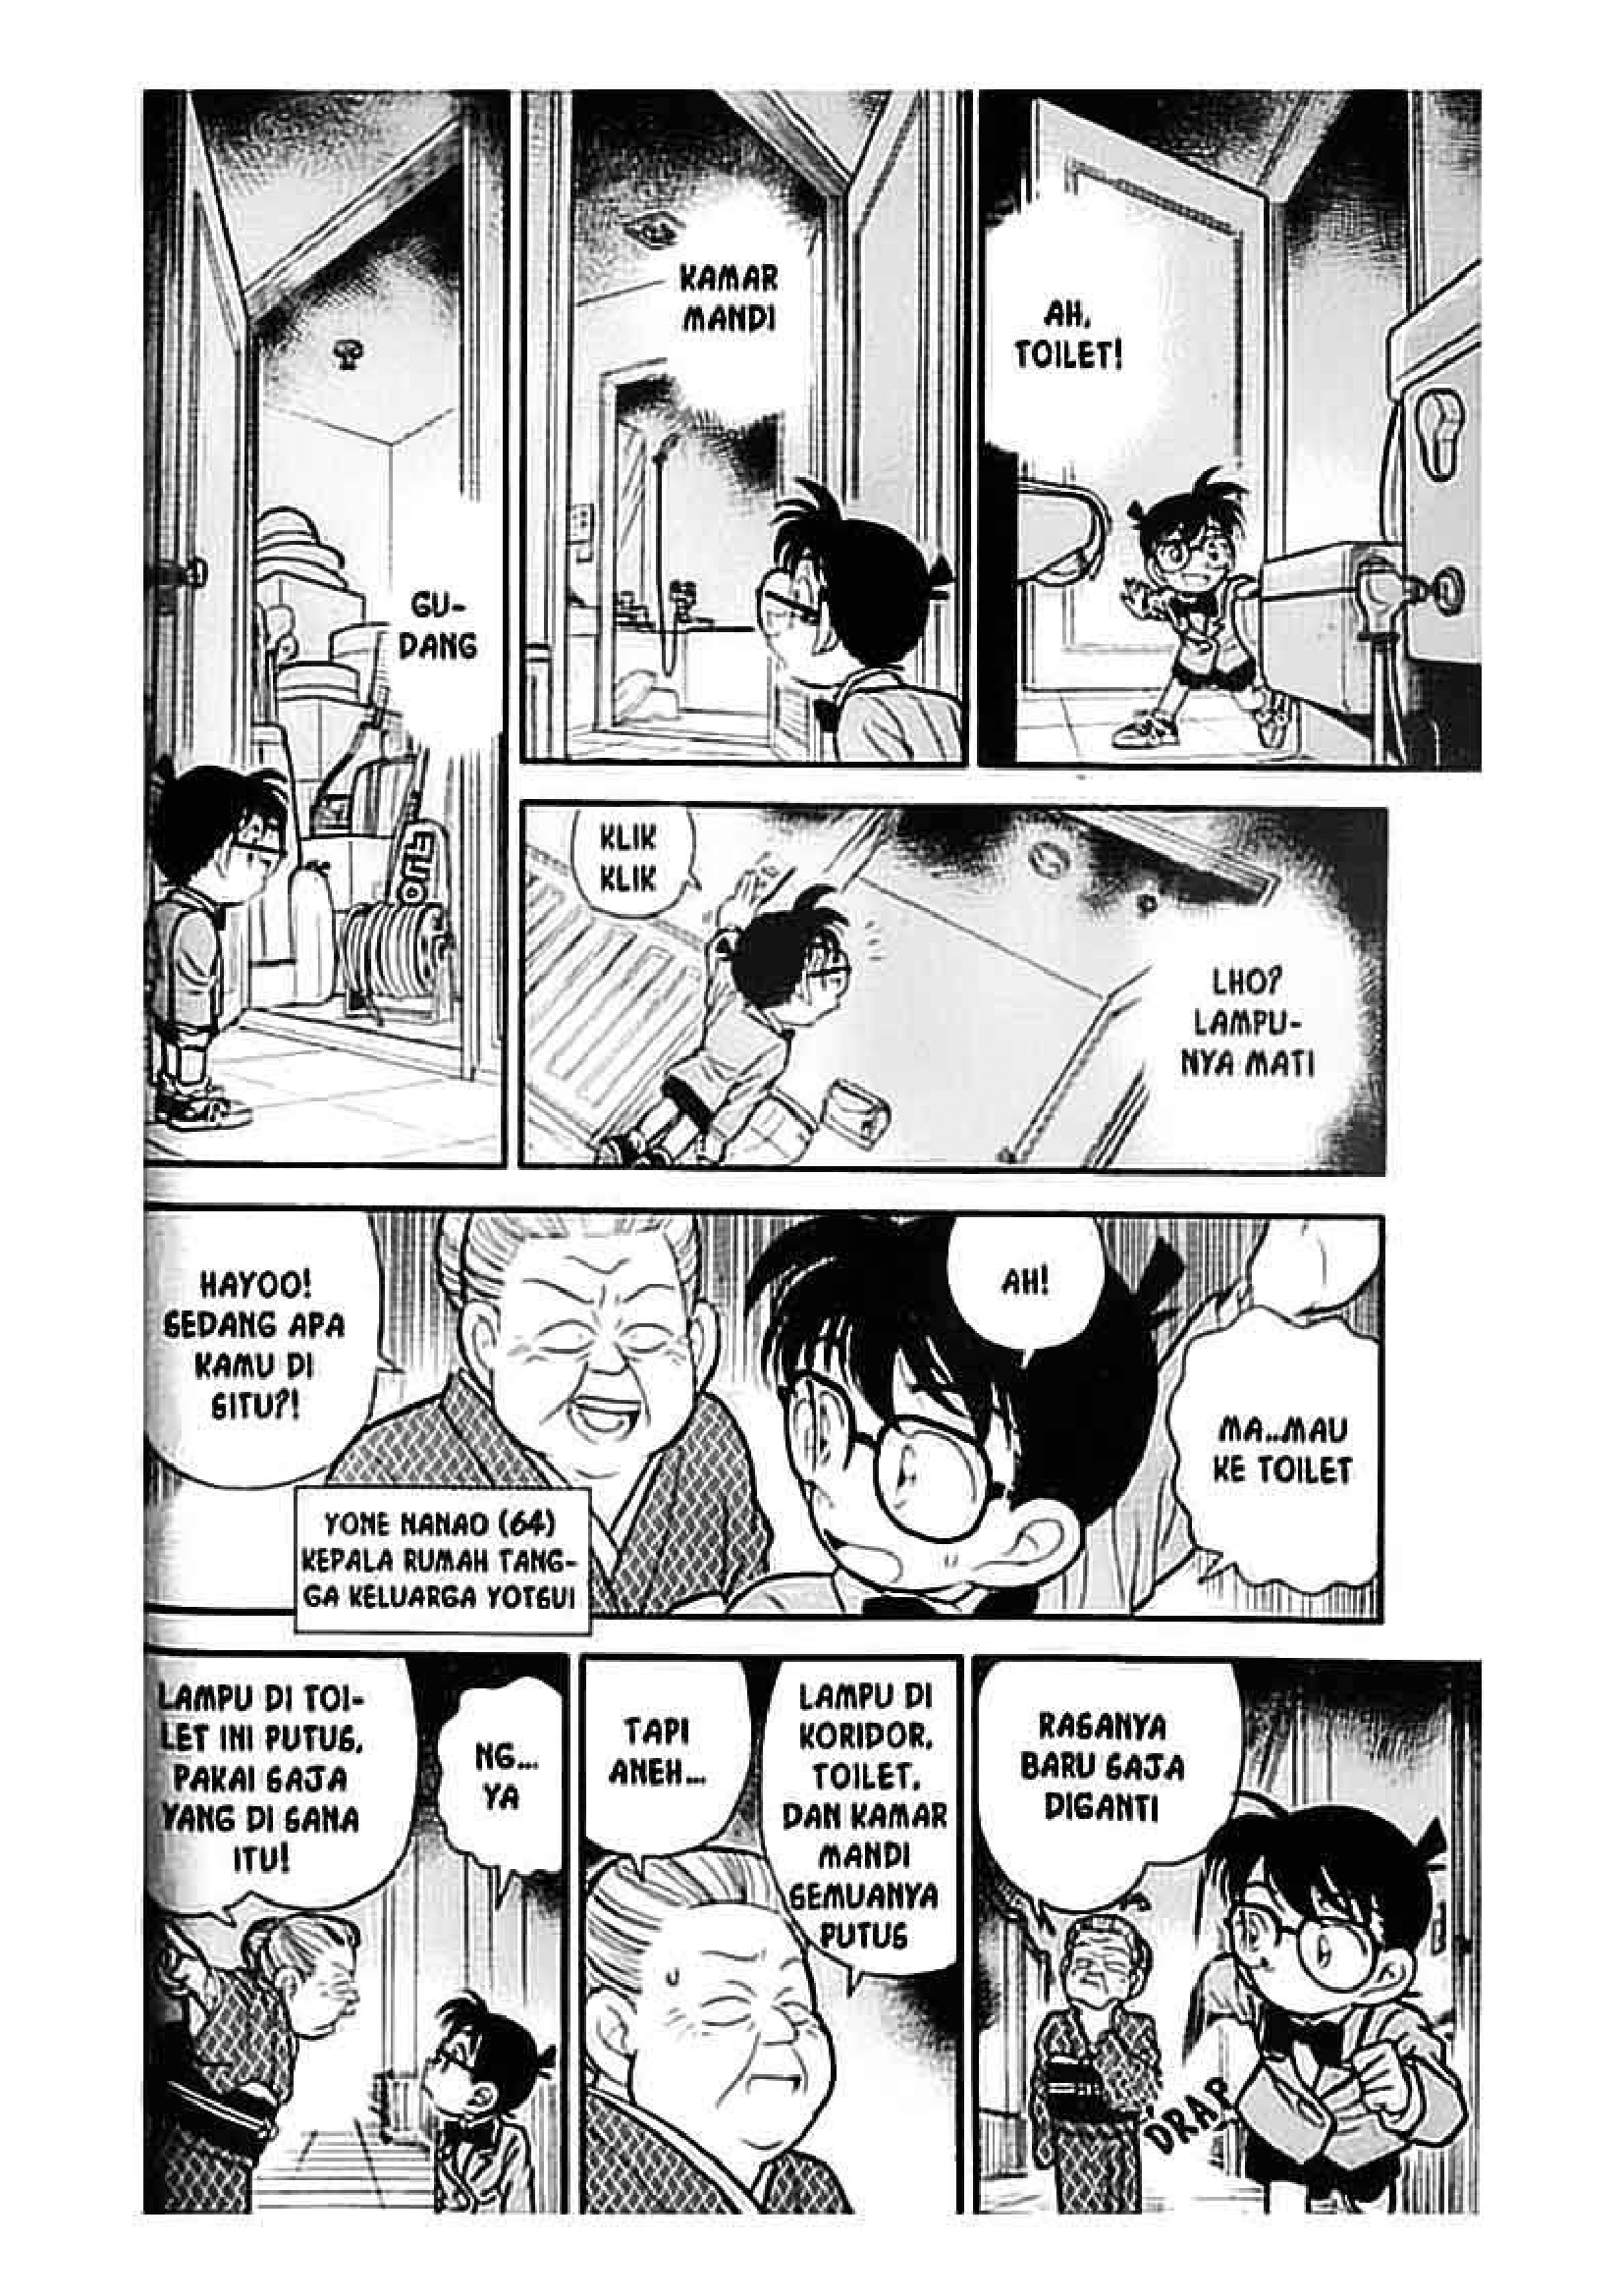 GU-
DANG
KAMAR
MANDI
AH,
TOILET!
KLIK
KLIK
LHO?
LAMPU-
NYA MATI
HAYOO!
SEDANG APA
KAMU DI
SITU?!
YONE NANAO (64)
KEPALA RUMAH TANG-
GA KELUARGA YOTSUI
AH!
MA..MAU
KE TOILET
LAMPU DI TOI-
LET INI PUTUS,
PAKAI SAJA
YANG DI SANA
ITU!
NG...
YA
TAPI
ANEH...
LAMPU DI
KORIDOR,
TOILET,
DAN KAMAR
MANDI
SEMUANYA
PUTUS
RASANYA
BARU SAJA
DIGANTI
DRAP